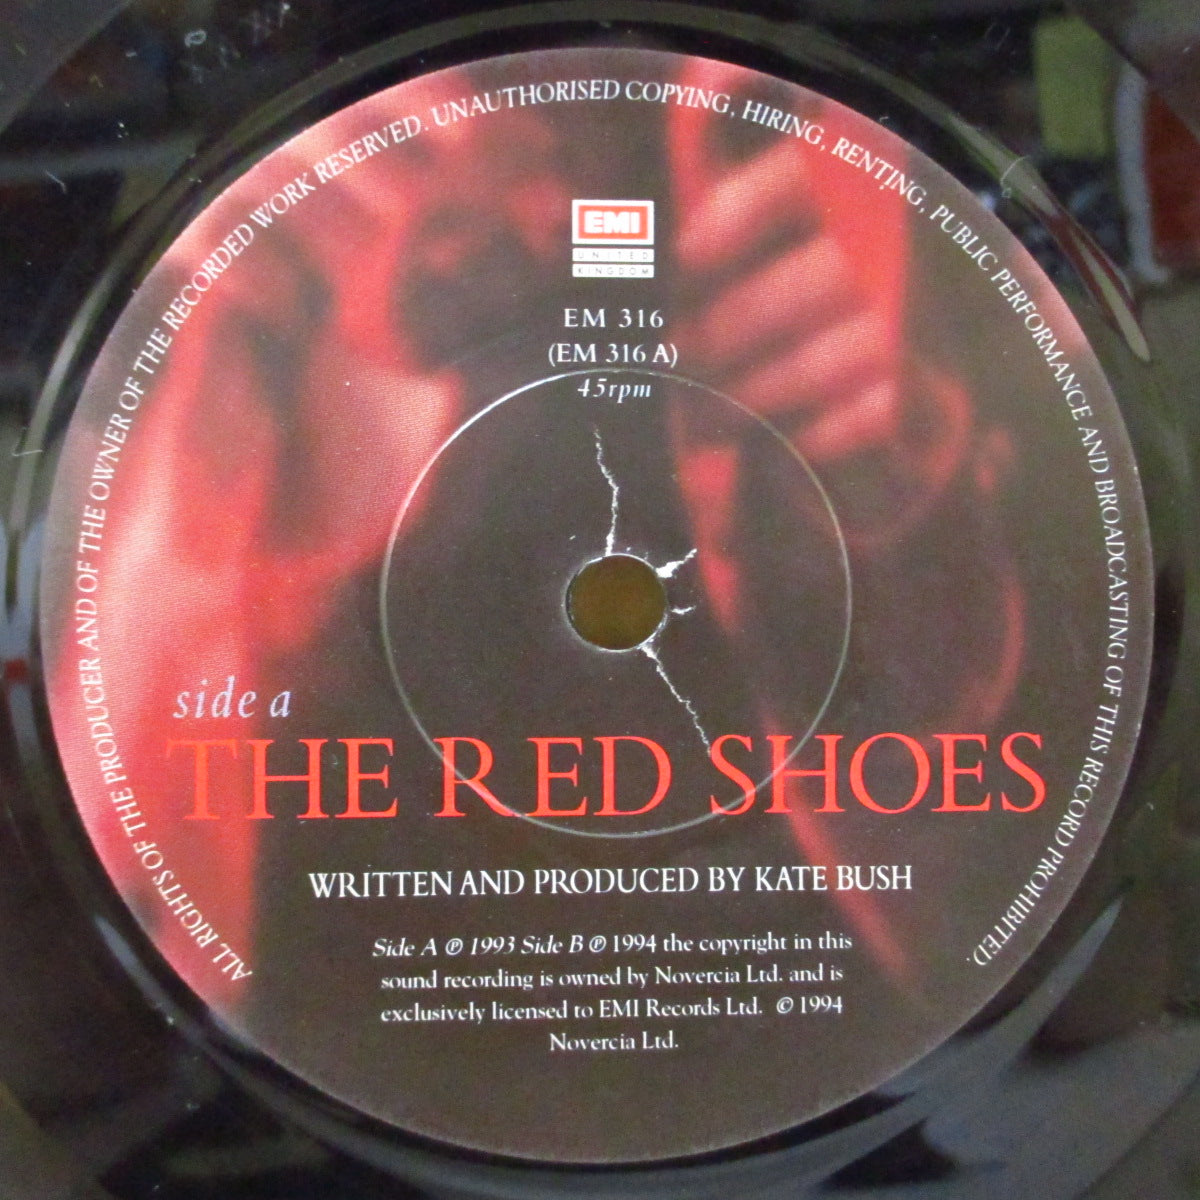 ALL RIGHTS OF THE PRODUCER AND OF THE OWNER OF THE RECORDED WORK RESERVED. UNAUTHORISED COPYING, HIRING, RENTING, PUBLIC PERFORMANCE AND BROADCASTING OF THIS RECORD PROHIBITED.
EMI
UNITED
KINGDOM
EM 316
(EM 316 A)
45rpm
side a
THE RED SHOES
WRITTEN AND PRODUCED BY KATE BUSH
Side A ℗ 1993 Side B ℗ 1994 the copyright in this
sound recording is owned by Novercia Ltd. and is
exclusively licensed to EMI Records Ltd. © 1994
Novercia Ltd.